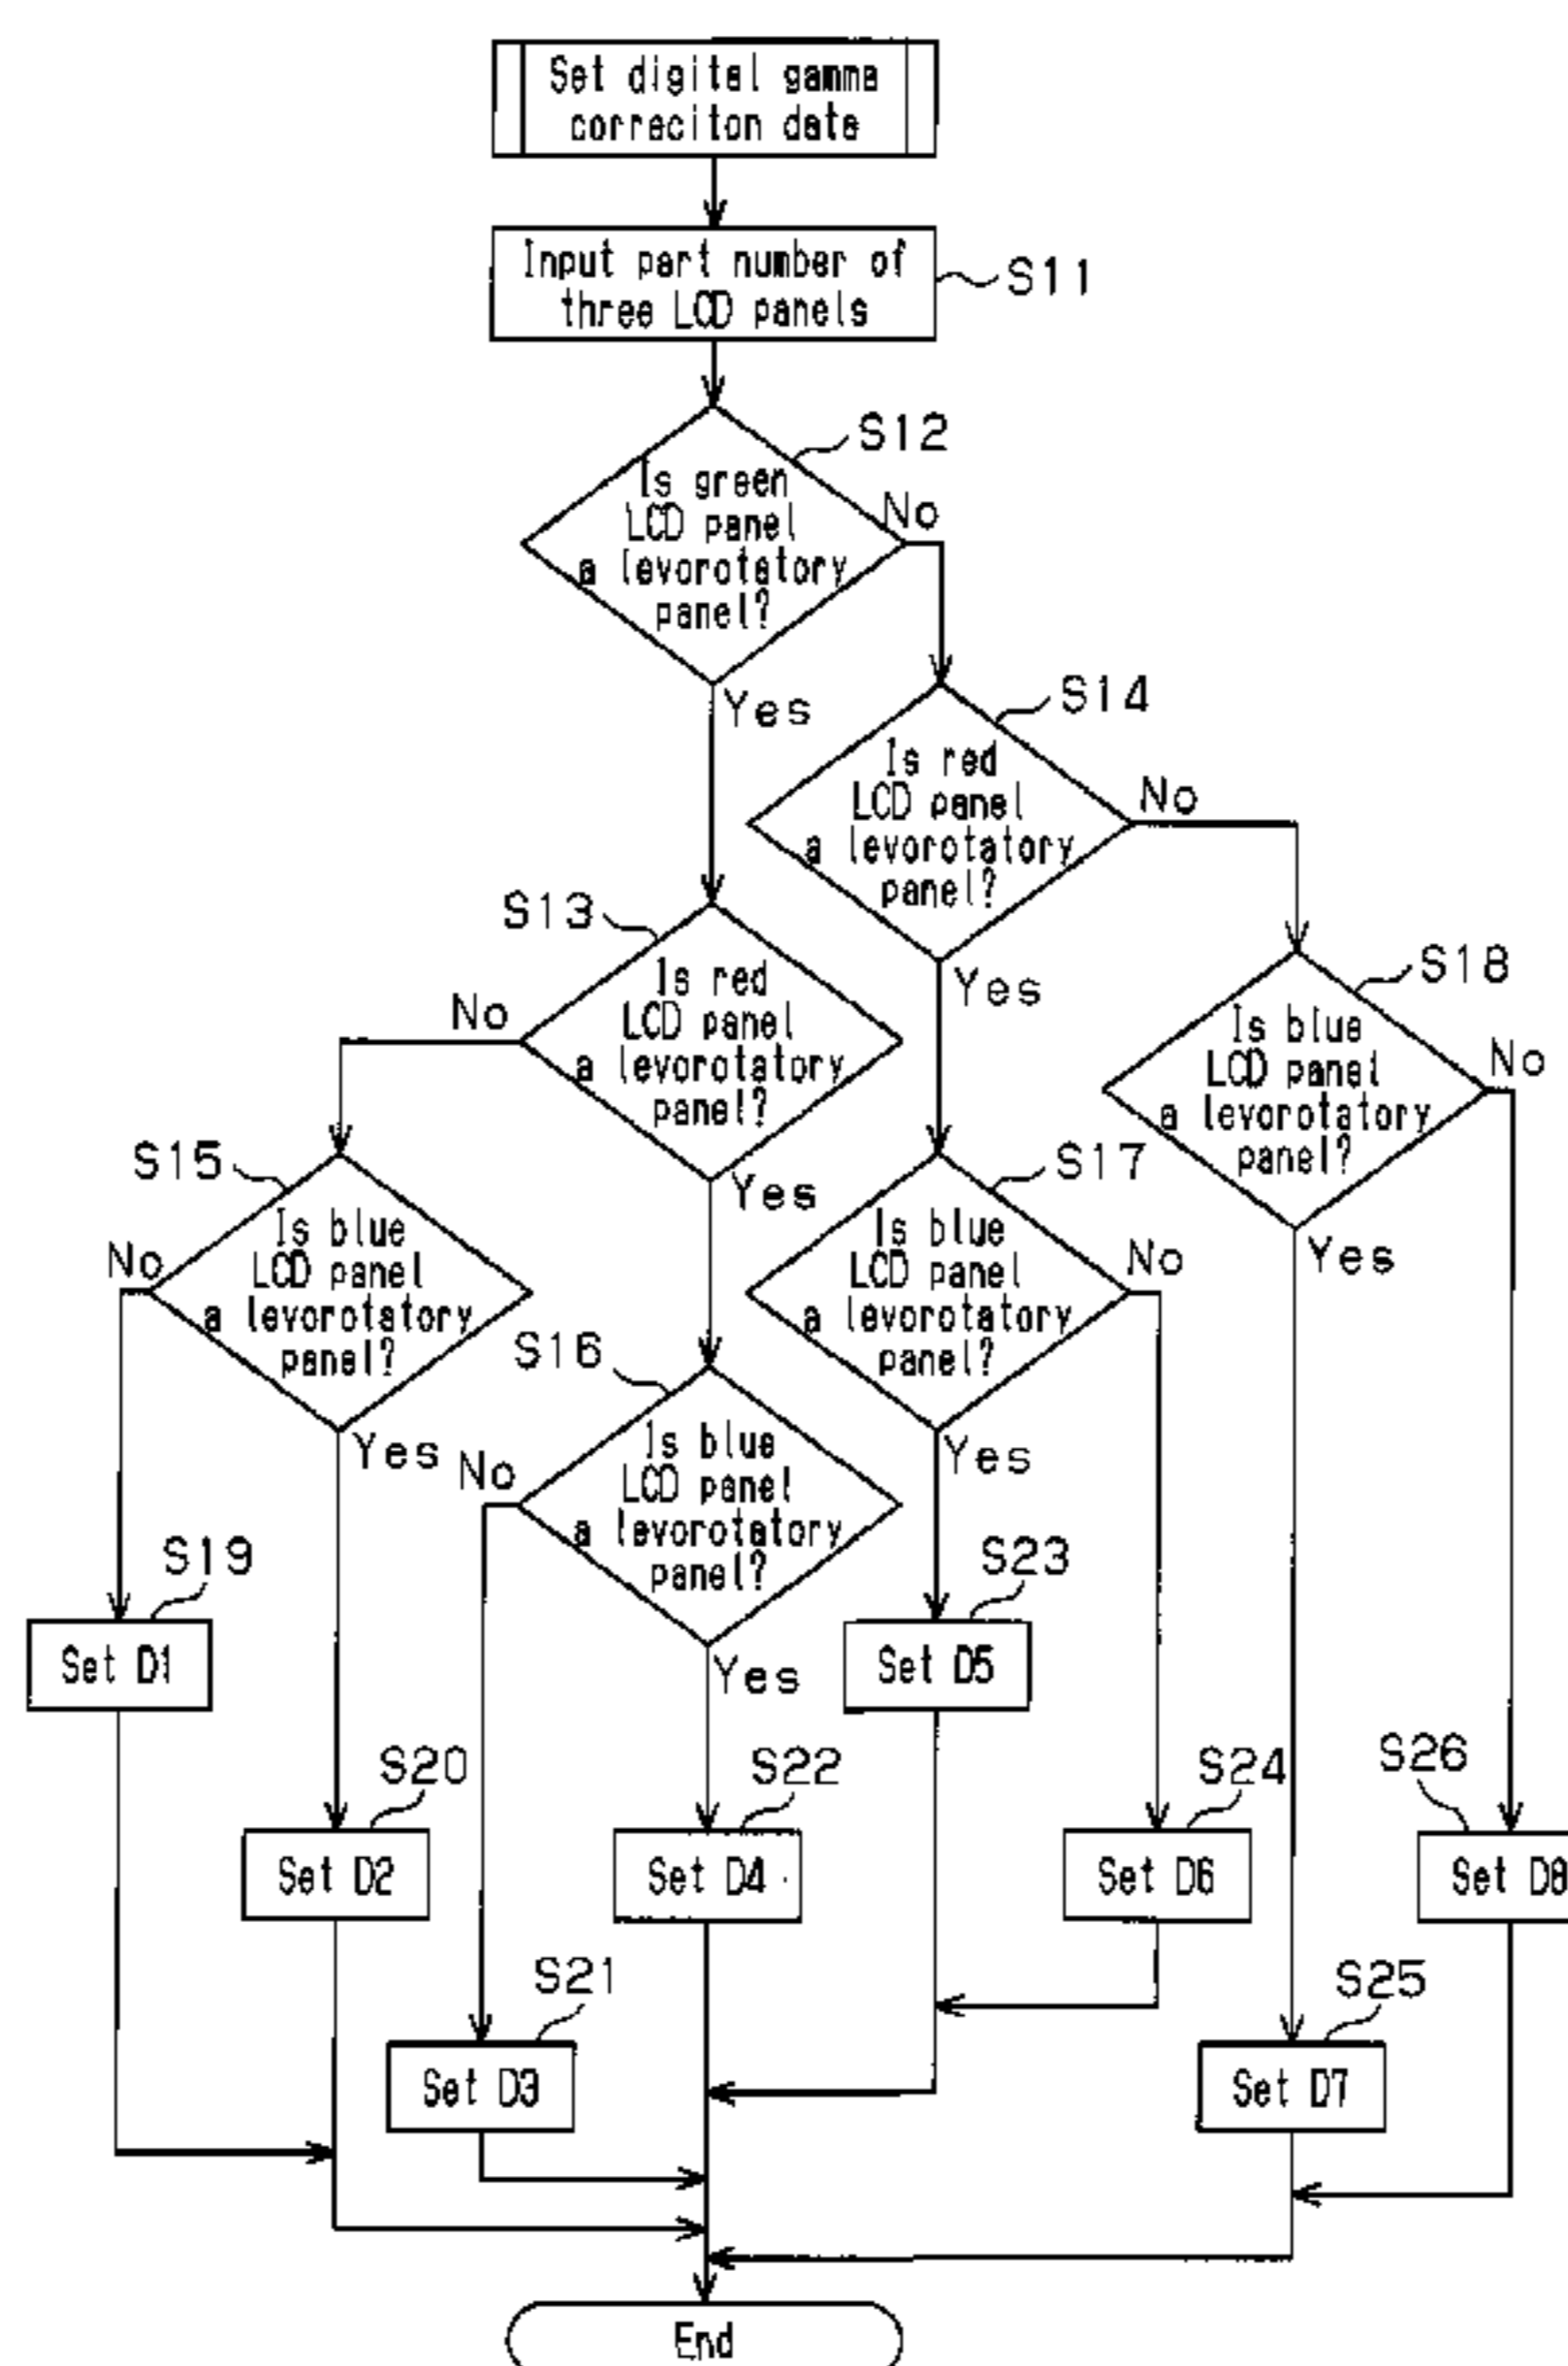 Set digital gamma
correciton data
Input part number of
three LCD panels
S11
S12
Is green
LCD panel
a levorotatory
panel?
No
Yes
S14
Is red
LCD panel
a levorotatory
panel?
No
Yes
S13
Is red
LCD panel
a levorotatory
panel?
No
Yes
S18
Is blue
LCD panel
a levorotatory
panel?
No
Yes
S15
Is blue
LCD panel
a levorotatory
panel?
No
Yes
S17
Is blue
LCD panel
a levorotatory
panel?
No
Yes
S16
Is blue
LCD panel
a levorotatory
panel?
No
Yes
S19
Set D1
S23
Set D5
S20
Set D2
S22
Set D4
S24
Set D6
S26
Set D8
S21
Set D3
S25
Set D7
End